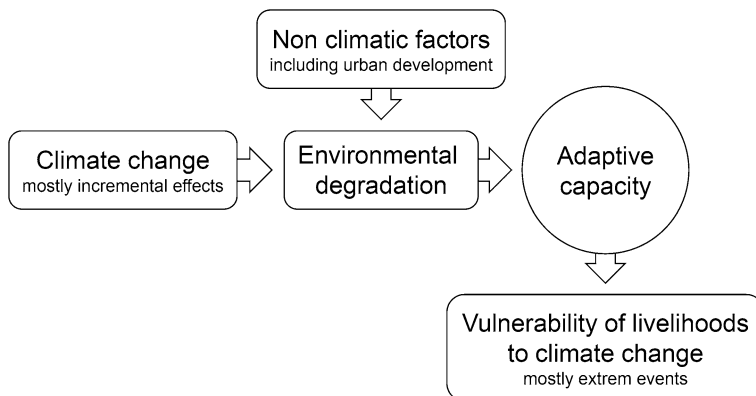 Non climatic factors
including urban development
Climate change
mostly incremental effects
Environmental
degradation
Adaptive
capacity
Vulnerability of livelihoods
to climate change
mostly extrem events